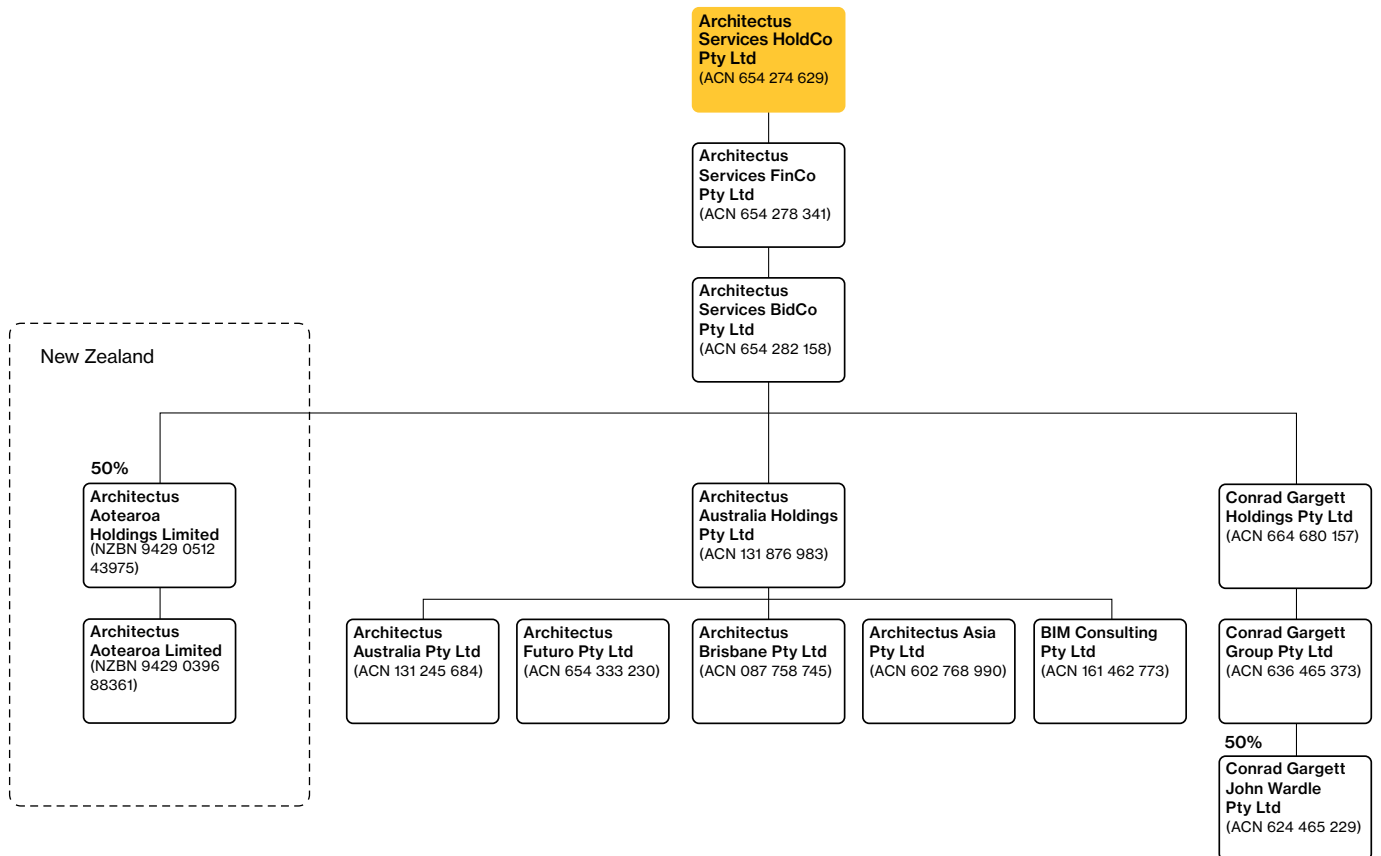 Architectus
Services HoldCo
Pty Ltd
(ACN 654 274 629)
Architectus
Services FinCo
Pty Ltd
(ACN 654 278 341)
Architectus
Services BidCo
Pty Ltd
(ACN 654 282 158)
New Zealand
50%
Architectus
Aotearoa
Holdings Limited
(NZBN 9429 0512
43975)
Architectus
Aotearoa Limited
(NZBN 9429 0396
88361)
Architectus
Australia Holdings
Pty Ltd
(ACN 131 876 983)
Architectus
Australia Pty Ltd
(ACN 131 245 684)
Architectus
Futuro Pty Ltd
(ACN 654 333 230)
Architectus
Brisbane Pty Ltd
(ACN 087 758 745)
Architectus Asia
Pty Ltd
(ACN 602 768 990)
BIM Consulting
Pty Ltd
(ACN 161 462 773)
Conrad Gargett
Holdings Pty Ltd
(ACN 664 680 157)
Conrad Gargett
Group Pty Ltd
(ACN 636 465 373)
50%
Conrad Gargett
John Wardle
Pty Ltd
(ACN 624 465 229)